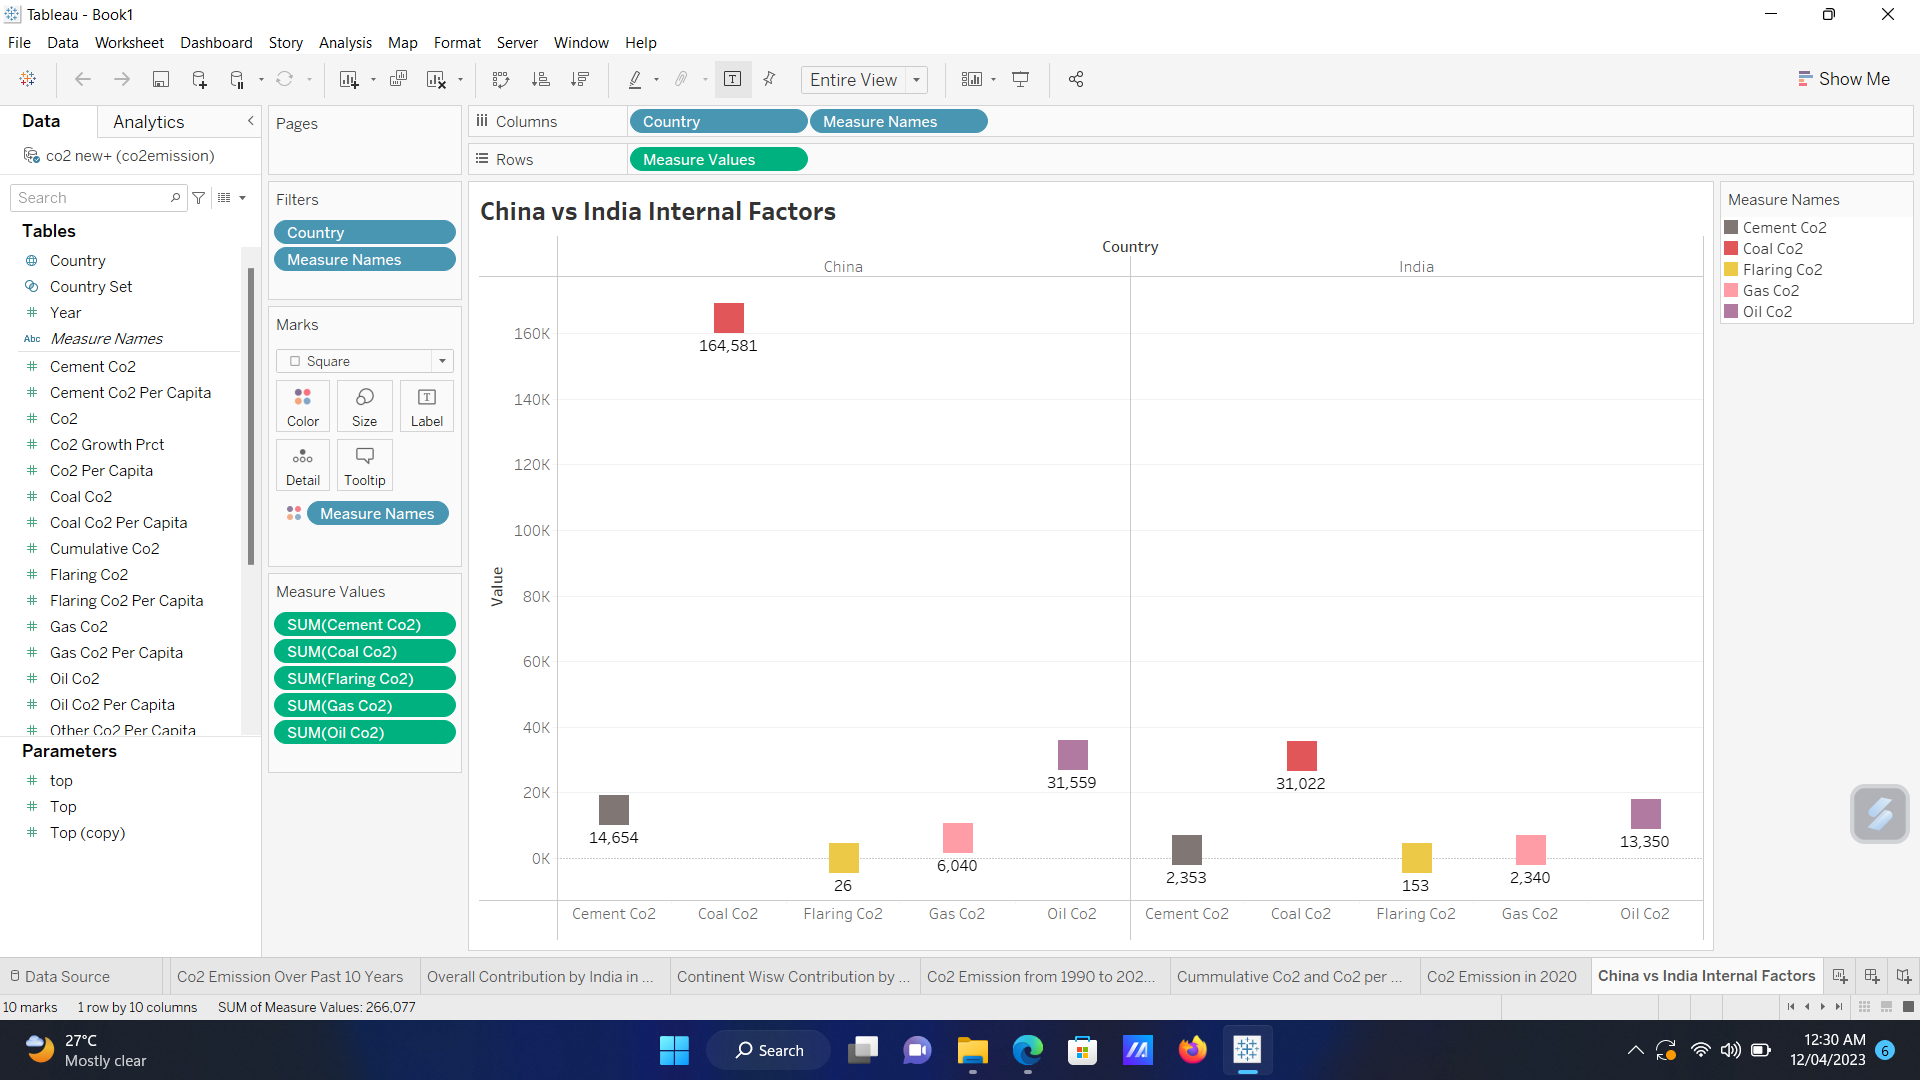 Tableau - Book1
File Data Worksheet Dashboard Story Analysis Map Format Server Window Help
Entire View
Show Me
Data Analytics
co2 new+ (co2emission)
Search
Tables
Country
Country Set
Year
Abc Measure Names
Cement Co2
Cement Co2 Per Capita
Co2
Co2 Growth Prct
Co2 Per Capita
Coal Co2
Coal Co2 Per Capita
Cumulative Co2
Flaring Co2
Flaring Co2 Per Capita
Gas Co2
Gas Co2 Per Capita
Oil Co2
Oil Co2 Per Capita
Other Co2 Per Capita
Parameters
top
Top
Top (copy)
Pages
Filters
Country
Measure Names
Marks
Square
Color Size Label
Detail Tooltip
Measure Names
Measure Values
SUM(Cement Co2)
SUM(Coal Co2)
SUM(Flaring Co2)
SUM(Gas Co2)
SUM(Oil Co2)
Columns Country Measure Names
Rows Measure Values
China vs India Internal Factors
Country
China India
Value
160K
140K
120K
100K
80K
60K
40K
20K
0K
164,581
31,559
31,022
14,654
26
6,040
2,353
153
2,340
13,350
Cement Co2 Coal Co2 Flaring Co2 Gas Co2 Oil Co2 Cement Co2 Coal Co2 Flaring Co2 Gas Co2 Oil Co2
Measure Names
Cement Co2
Coal Co2
Flaring Co2
Gas Co2
Oil Co2
Data Source Co2 Emission Over Past 10 Years Overall Contribution by India in ... Continent Wisw Contribution by ... Co2 Emission from 1990 to 202... Cummulative Co2 and Co2 per ... Co2 Emission in 2020 China vs India Internal Factors
10 marks 1 row by 10 columns SUM of Measure Values: 266,077
27°C
Mostly clear
Search
12:30 AM
12/04/2023
6